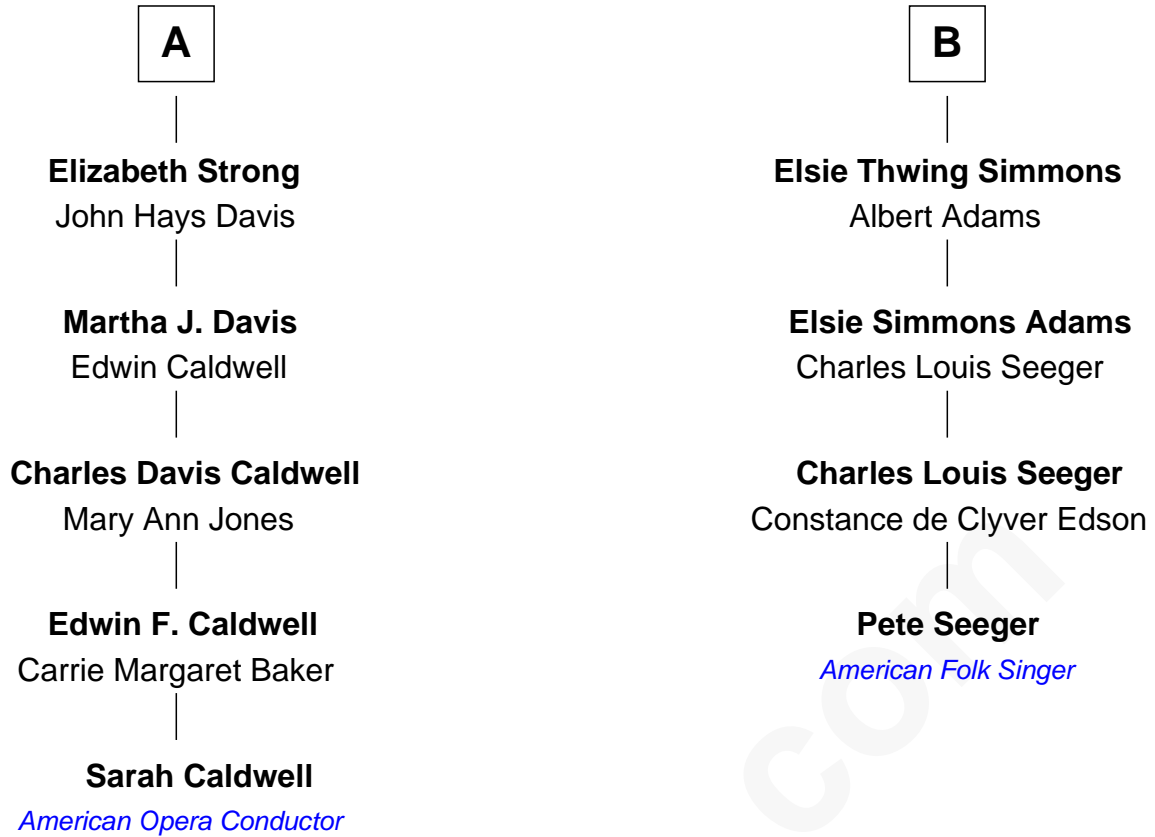 A
Elizabeth Strong
John Hays Davis
Martha J. Davis
Edwin Caldwell
Charles Davis Caldwell
Mary Ann Jones
Edwin F. Caldwell
Carrie Margaret Baker
Sarah Caldwell
American Opera Conductor
B
Elsie Thwing Simmons
Albert Adams
Elsie Simmons Adams
Charles Louis Seeger
Charles Louis Seeger
Constance de Clyver Edson
Pete Seeger
American Folk Singer
com